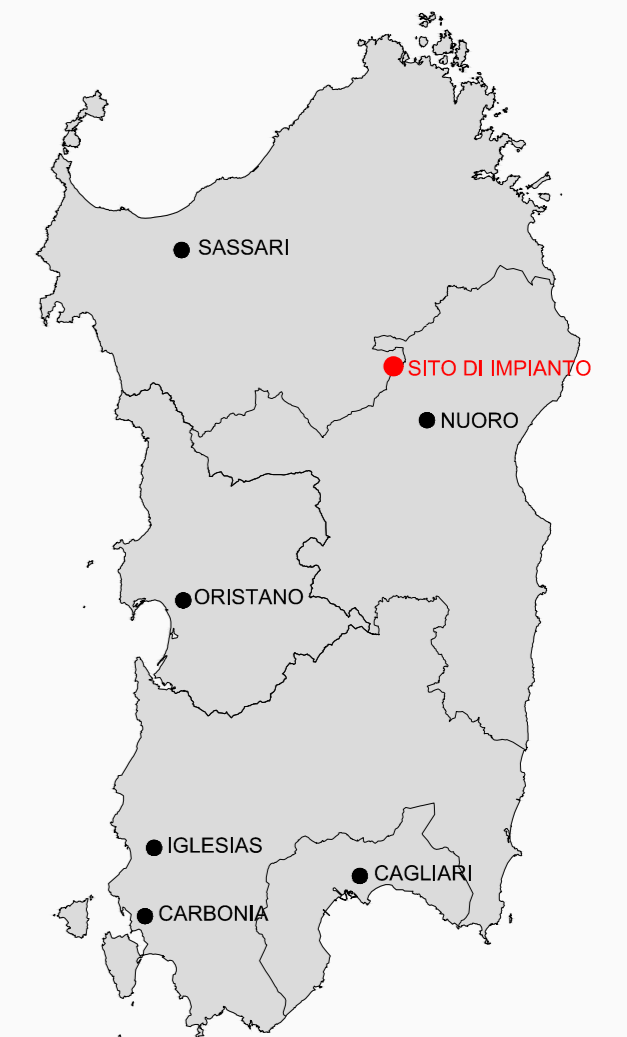 SASSARI
SITO DI IMPIANTO
NUORO
ORISTANO
IGLESIAS
CAGLIARI
CARBONIA